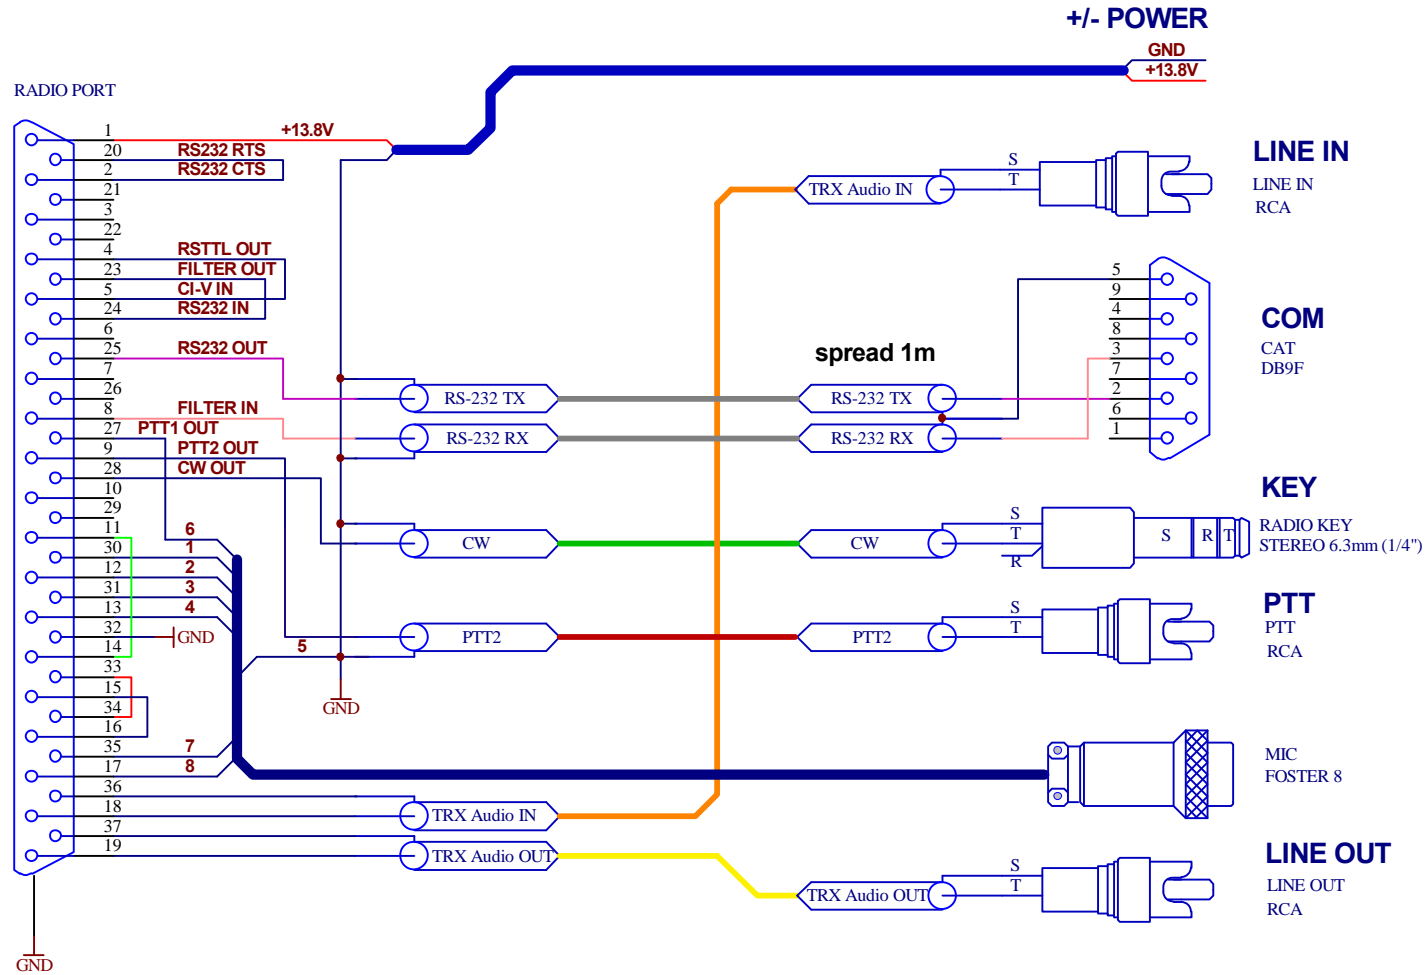 +/- POWER
GND
+13.8V
RADIO PORT
1
+13.8V
20
RS232 RTS
2
RS232 CTS
21
3
22
4
RSTTL OUT
23
FILTER OUT
5
CI-V IN
24
RS232 IN
6
25
RS232 OUT
7
26
8
FILTER IN
27
PTT1 OUT
9
PTT2 OUT
28
CW OUT
10
29
11
6
30
1
12
2
31
3
13
4
32
GND
14
5
33
15
34
16
35
7
17
8
36
18
37
19
GND
GND
TRX Audio IN
S
T
LINE IN
LINE IN
RCA
spread 1m
RS-232 TX
RS-232 TX
RS-232 RX
RS-232 RX
5
9
4
8
3
7
2
6
1
COM
CAT
DB9F
CW
CW
S
T
R
S R T
KEY
RADIO KEY
STEREO 6.3mm (1/4")
PTT2
PTT2
S
T
PTT
PTT
RCA
MIC
FOSTER 8
TRX Audio IN
TRX Audio OUT
TRX Audio OUT
S
T
LINE OUT
LINE OUT
RCA